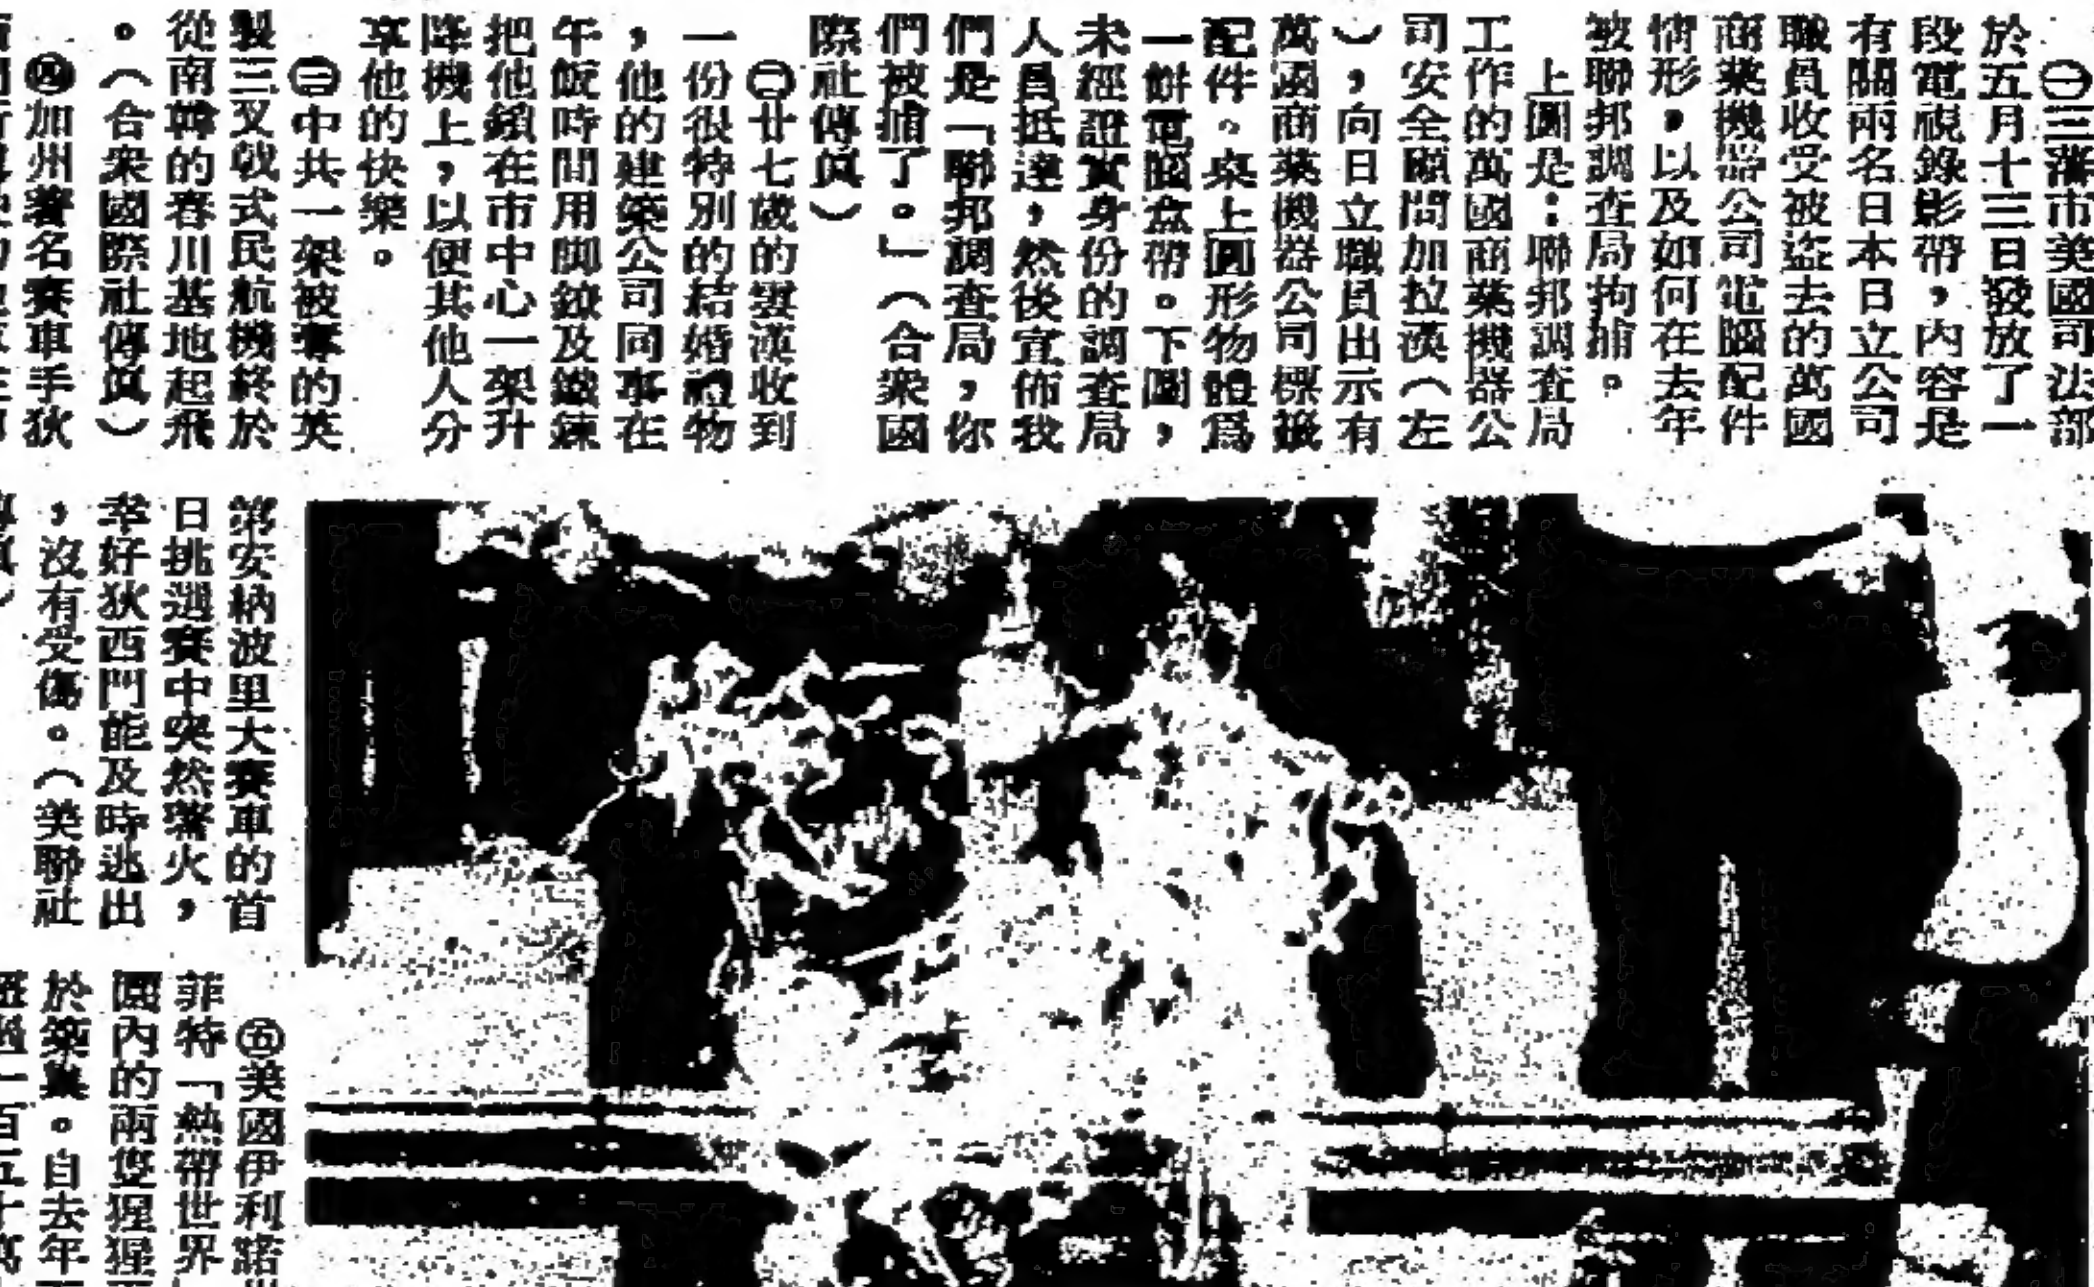 ㊀三藩市美國司法部
於五月十三日發放了一
段電視錄影帶，內容是
有關兩名日本日立公司
職員收受被盜去的萬國
商業機器公司電腦配件
情形，以及如何在去年
被聯邦調查局拘捕。
上圖是：聯邦調查局
工作的萬國商業機器公
司安全顧問加拉漢（左
），向日立職員出示有
萬國商業機器公司標籤
配件。桌上圓形物體爲
一餅電腦盒帶。下圖，
未經證實身份的調查局
人員抵達，然後宣佈我
們是「聯邦調查局，你
們被捕了。」（合衆國
際社傳眞）
㊁廿七歲的雲漢收到
一份很特別的結婚禮物
，他的建築公司同事在
午飯時間用脚鐐及鐵鍊
把他鎖在市中心一架升
降機上，以便其他人分
享他的快樂。
㊂中共一架被奪的英
製三叉戟式民航機終於
從南韓的春川基地起飛
。（合衆國際社傳眞）
㊃加州著名賽車手狄
第安納波里大賽車的首
日挑選賽中突然著火，
幸好狄西門能及時逃出
，沒有受傷。（美聯社
㊄美國伊利諾
菲特「熱帶世界
園內的兩隻猩猩
於築巢。自去年